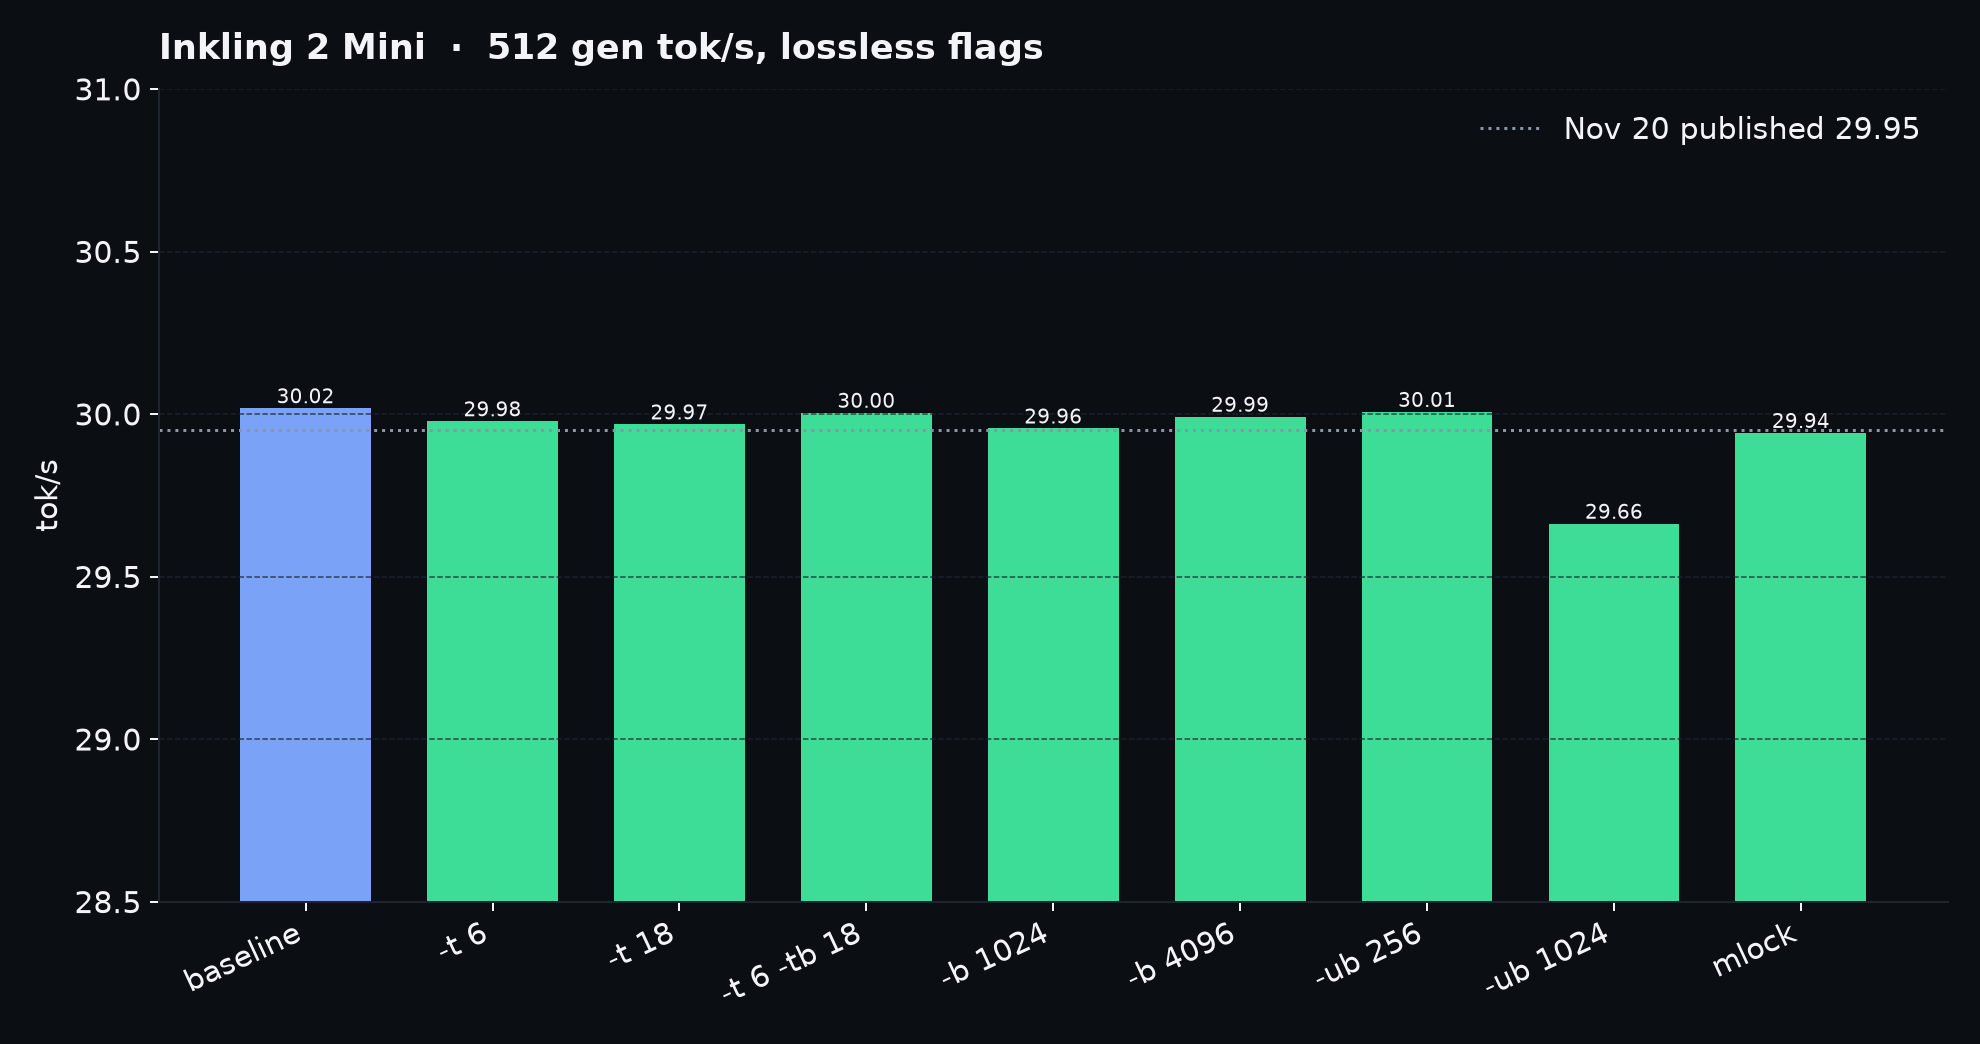 Inkling 2 Mini · 512 gen tok/s, lossless flags
Nov 20 published 29.95
tok/s
31.0
30.5
30.0
29.5
29.0
28.5
30.02
29.98
29.97
30.00
29.96
29.99
30.01
29.66
29.94
baseline
-t 6
-t 18
-t 6 -tb 18
-b 1024
-b 4096
-ub 256
-ub 1024
mlock